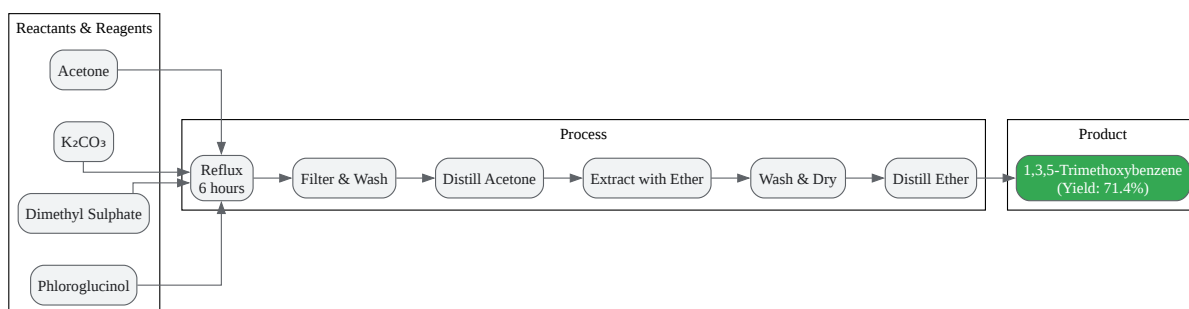 Reactants & Reagents
Acetone
K₂CO₃
Dimethyl Sulphate
Phloroglucinol
Process
Reflux
6 hours
Filter & Wash
Distill Acetone
Extract with Ether
Wash & Dry
Distill Ether
Product
1,3,5-Trimethoxybenzene
(Yield: 71.4%)